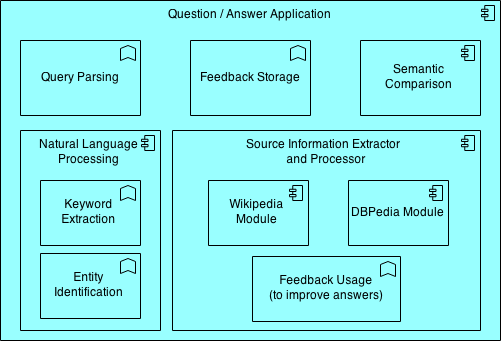 Question / Answer Application
Query Parsing
Feedback Storage
Semantic
Comparison
Natural Language
Processing
Keyword
Extraction
Entity
Identification
Source Information Extractor
and Processor
Wikipedia
Module
DBPedia Module
Feedback Usage
(to improve answers)